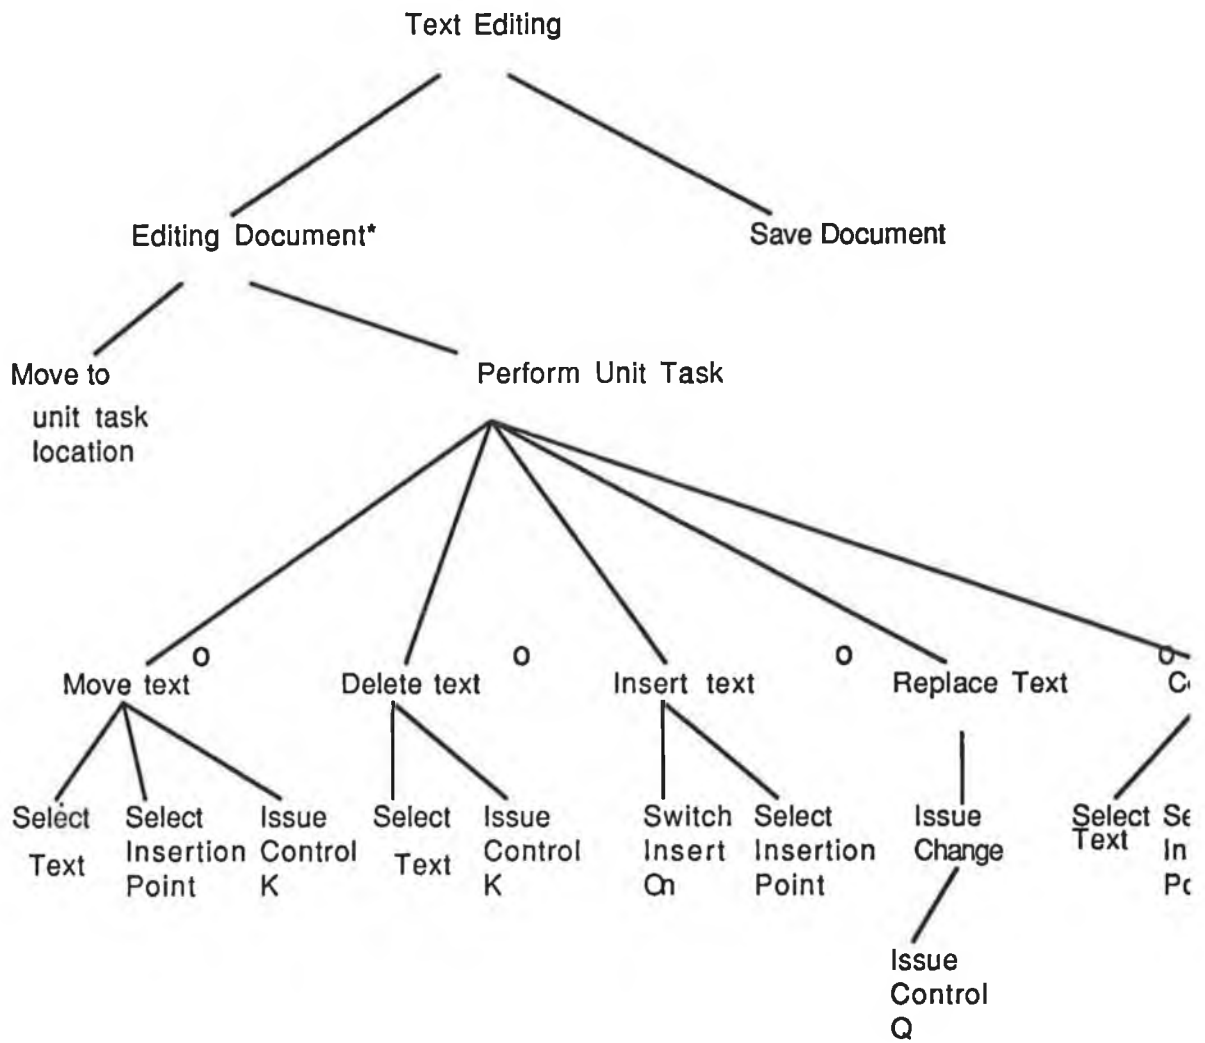 Text Editing
Editing Document*
Save Document
Move to
unit task
location
Perform Unit Task
o
o
o
o
Move text
Delete text
Insert text
Replace Text
Select
Text
Select
Insertion
Point
Issue
Control
K
Select
Text
Issue
Control
K
Switch
Insert
On
Select
Insertion
Point
Issue
Change
Select
Text
Issue
Control
Q